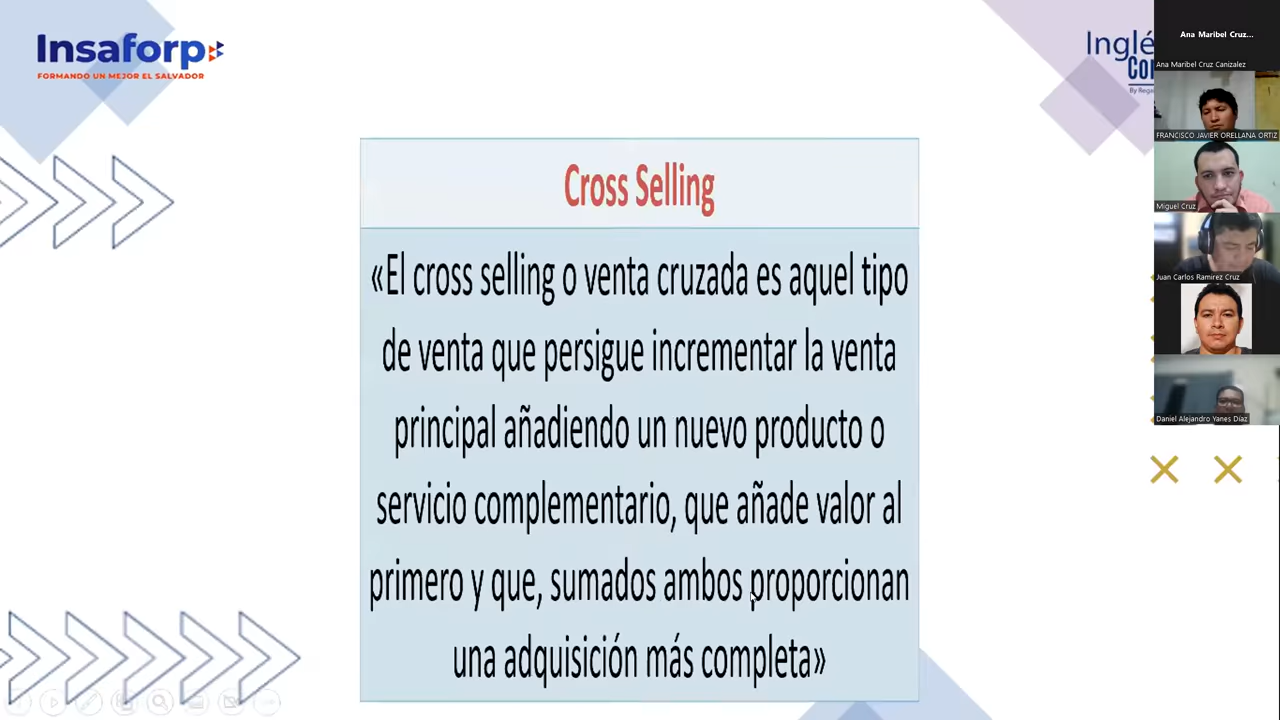 Insaforp
FORMANDO UN MEJOR EL SALVADOR
Inglé
By Rega
Cross Selling
«El cross selling o venta cruzada es aquel tipo
de venta que persigue incrementar la venta
principal añadiendo un nuevo producto o
servicio complementario, que añade valor al
primero y que, sumados ambos proporcionan
una adquisición más completa»
Ana Maribel Cruz...
Ana Maribel Cruz Canizalez
FRANCISCO JAVIER ORELLANA ORTIZ
Miguel Cruz
Juan Carlos Ramirez Cruz
Daniel Alejandro Yanes Díaz